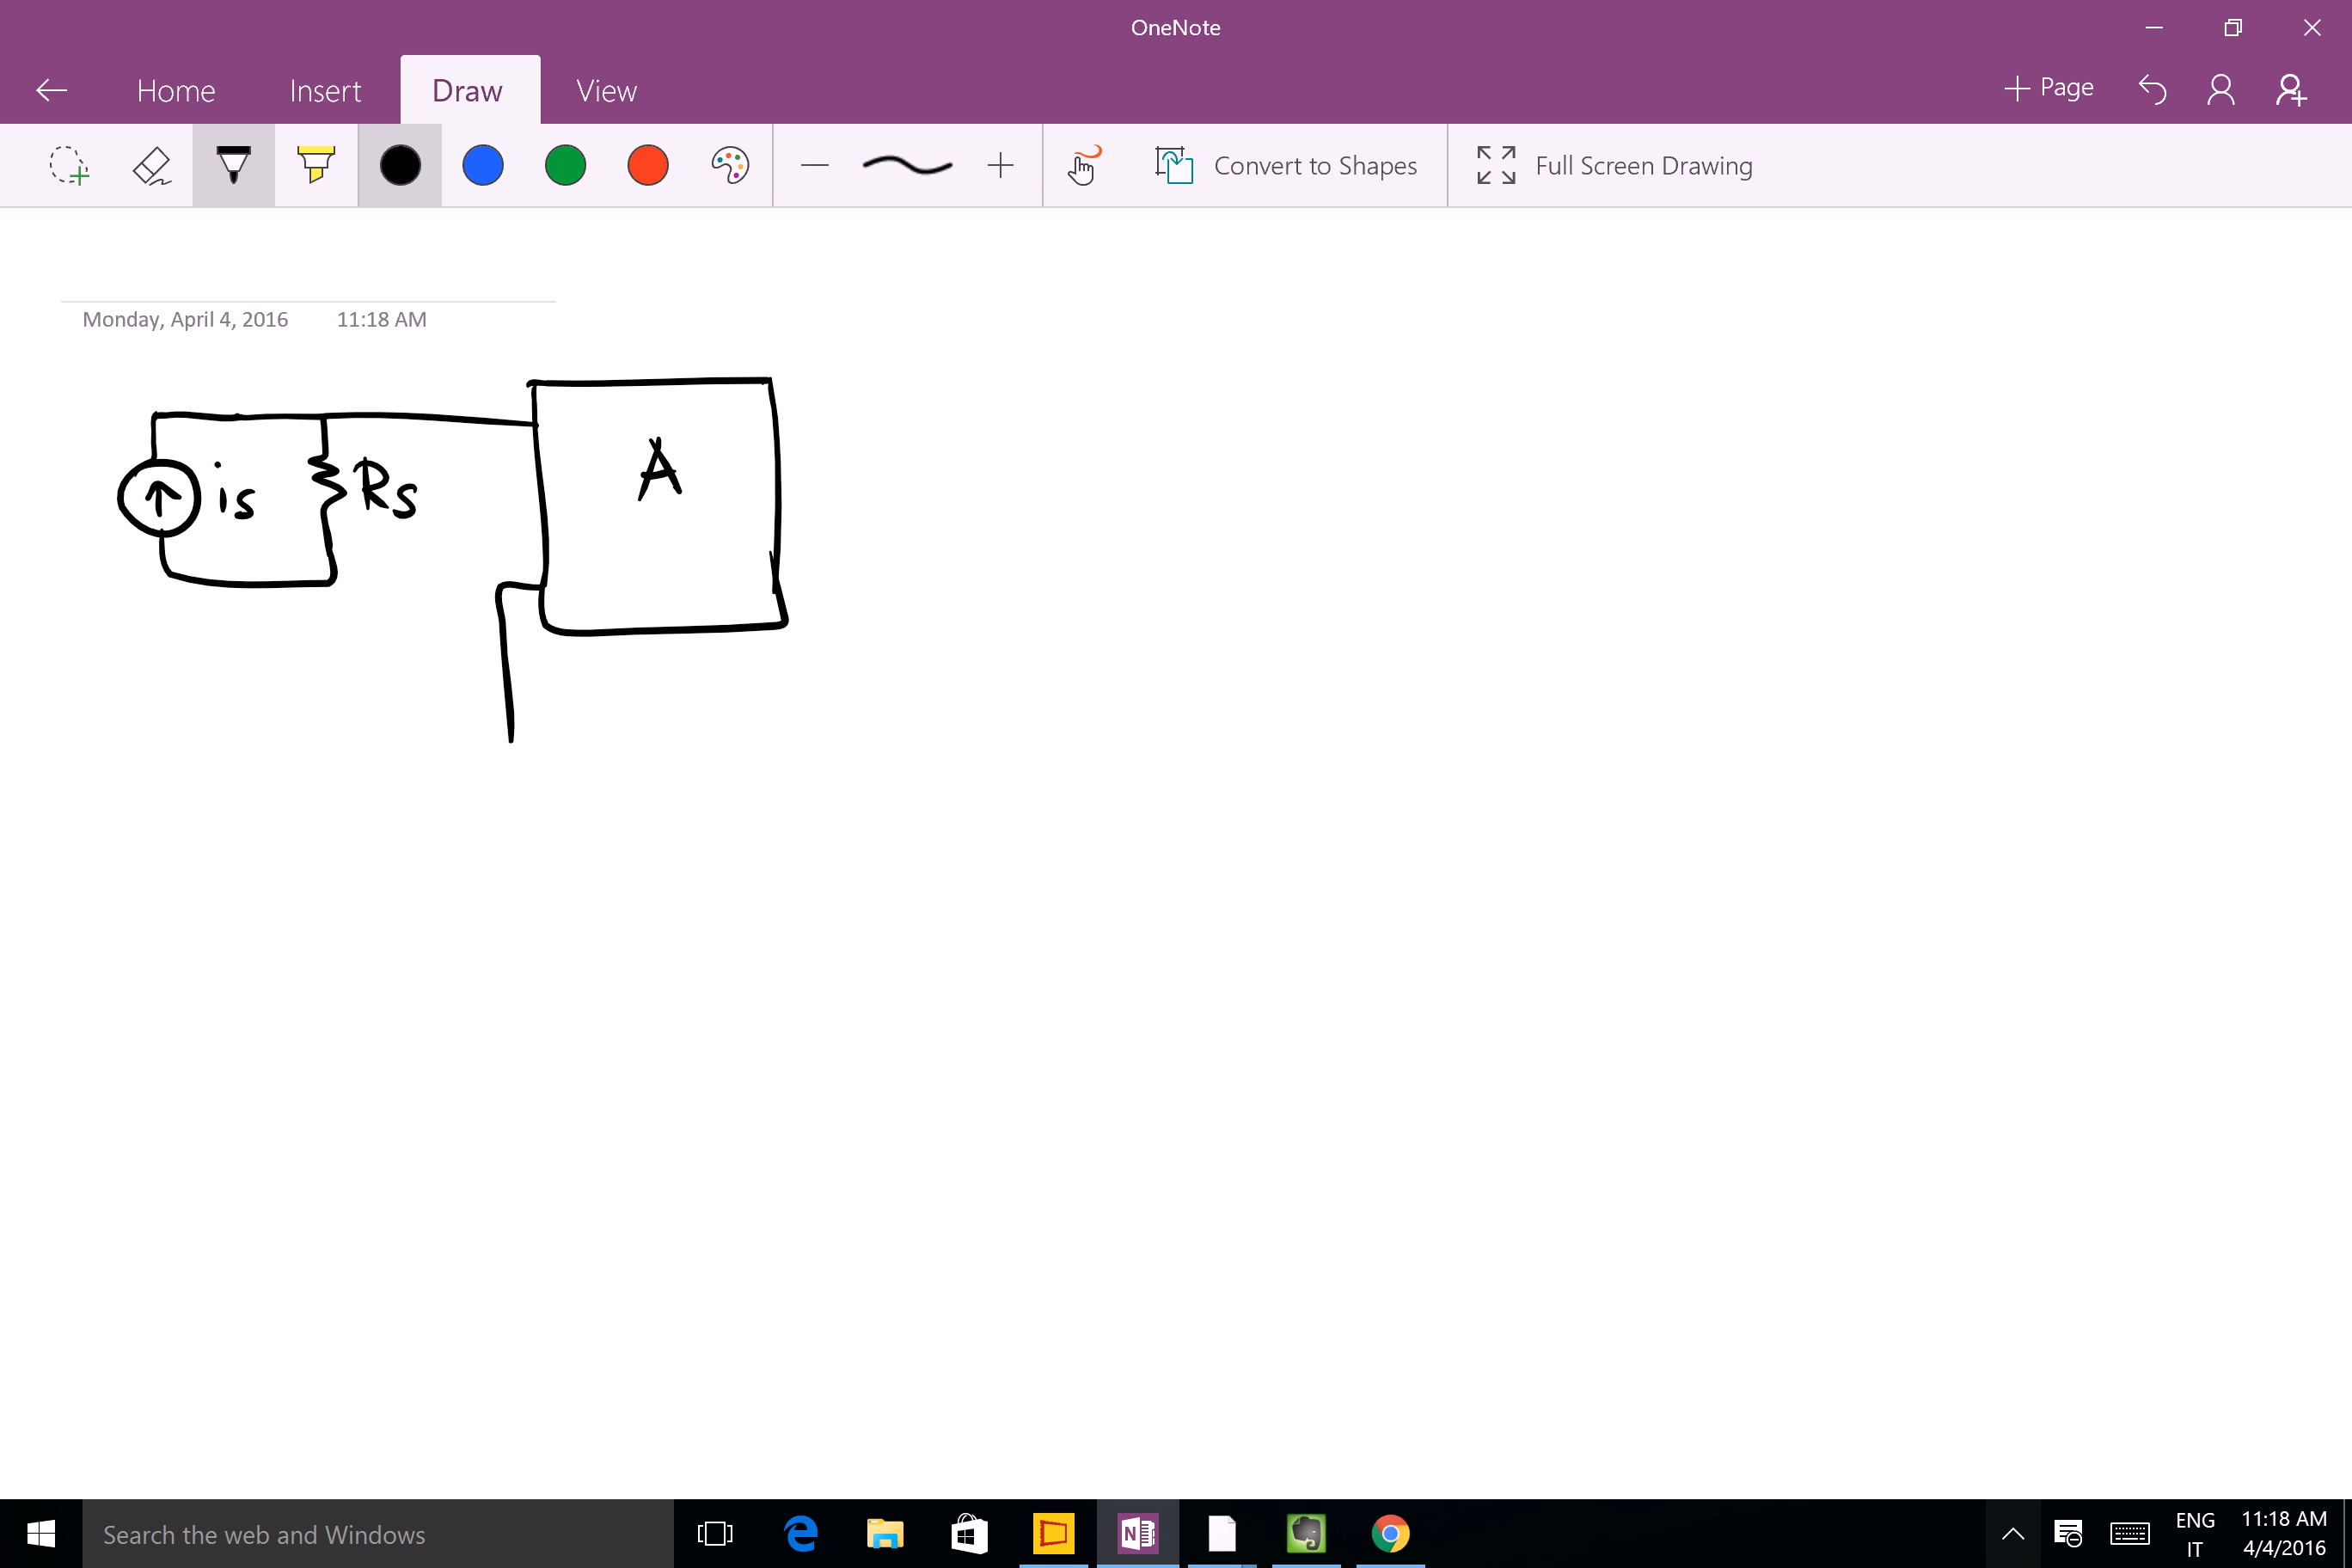 OneNote
Home Insert Draw View + Page
Convert to Shapes Full Screen Drawing
Monday, April 4, 2016 11:18 AM
A
is Rs
Search the web and Windows
ENG 11:18 AM
IT 4/4/2016